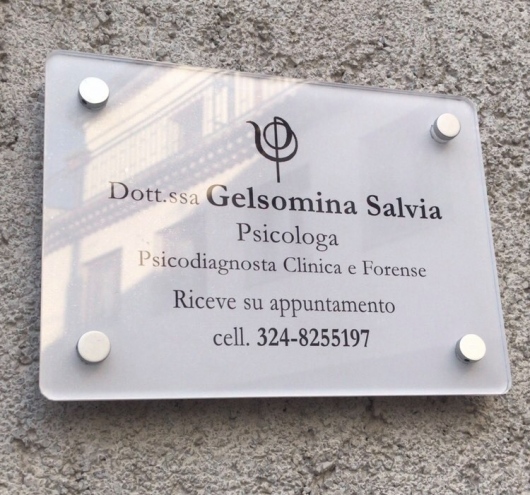 Dott.ssa Gelsomina Salvia
Psicologa
Psicodiagnosta Clinica e Forense
Riceve su appuntamento
cell. 324-8255197